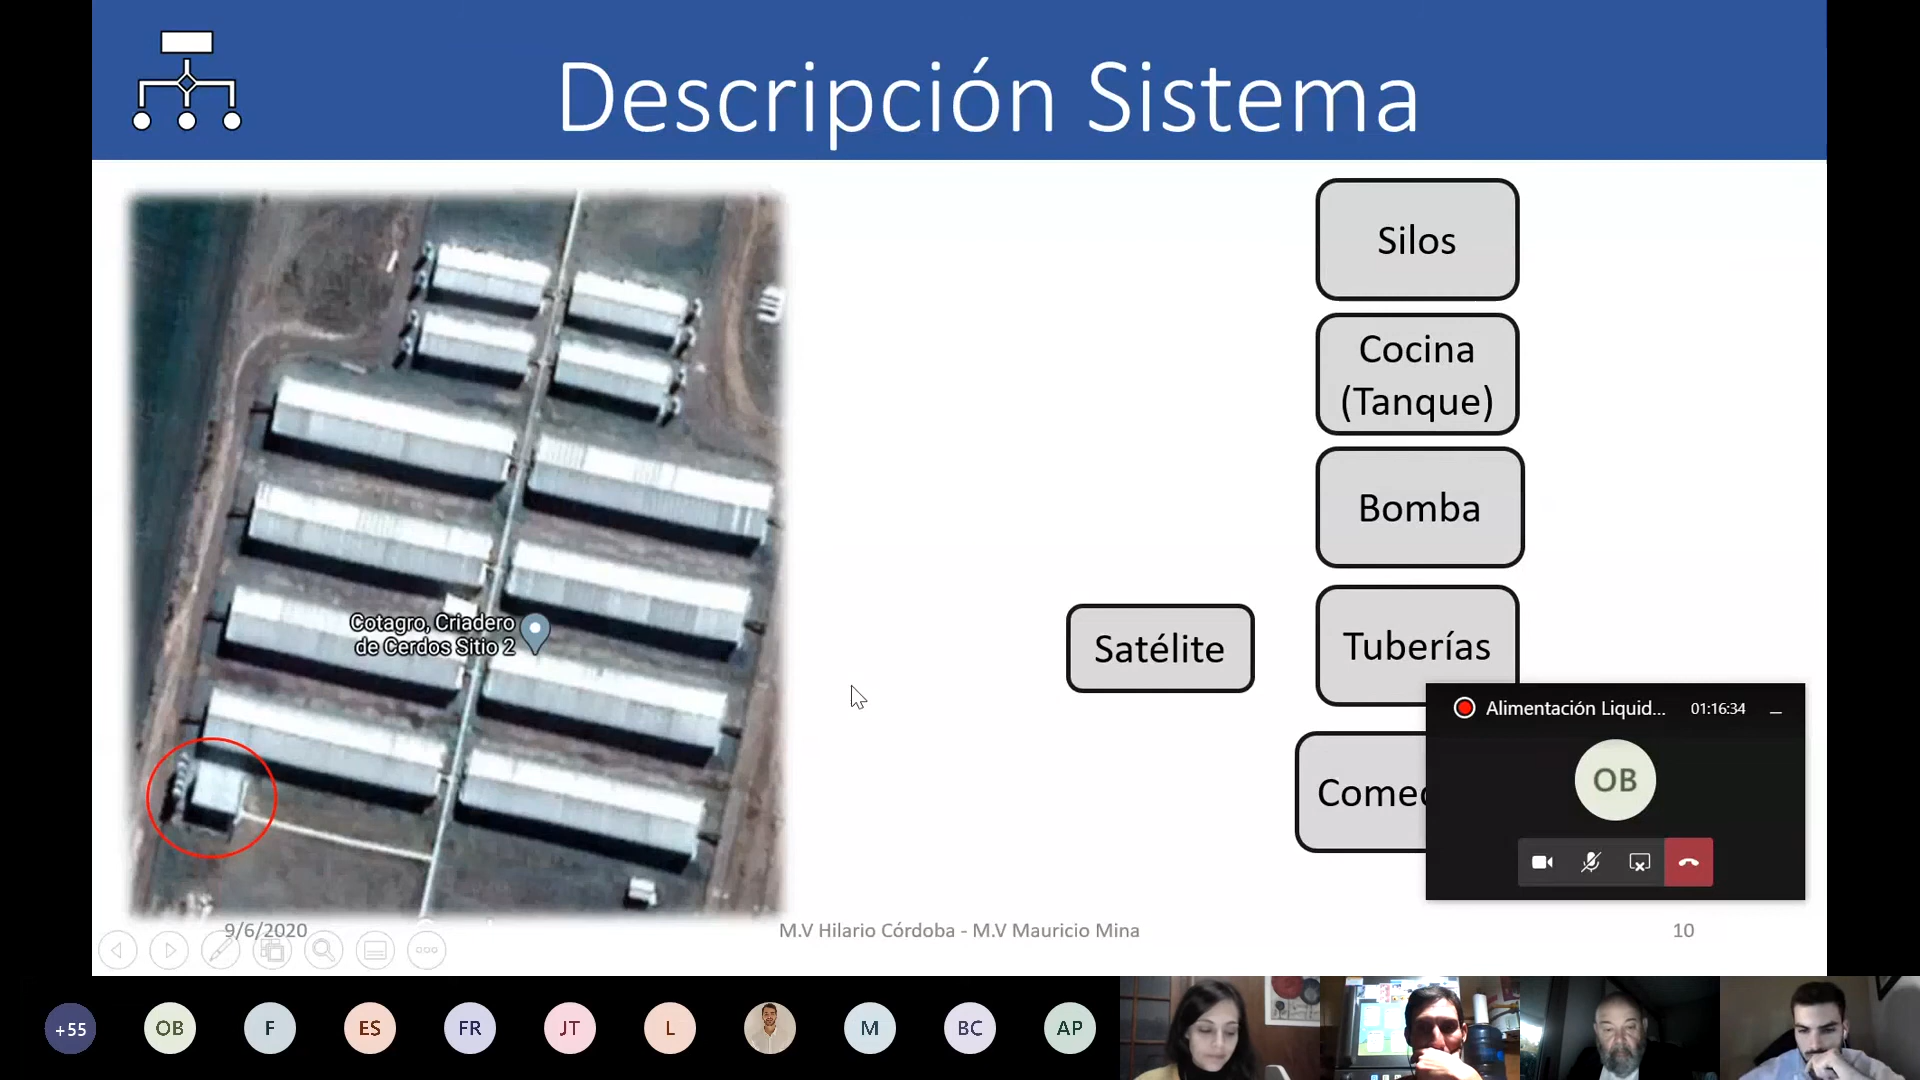 Descripción Sistema
Silos
Cocina
(Tanque)
Bomba
Cotagro, Criadero
de Cerdos Sitio 2
Satélite
Tuberías
Alimentación Liquid...
01:16:34
OB
9/6/2020
M.V Hilario Córdoba - M.V Mauricio Mina
10
+55
OB
F
ES
FR
JT
L
M
BC
AP